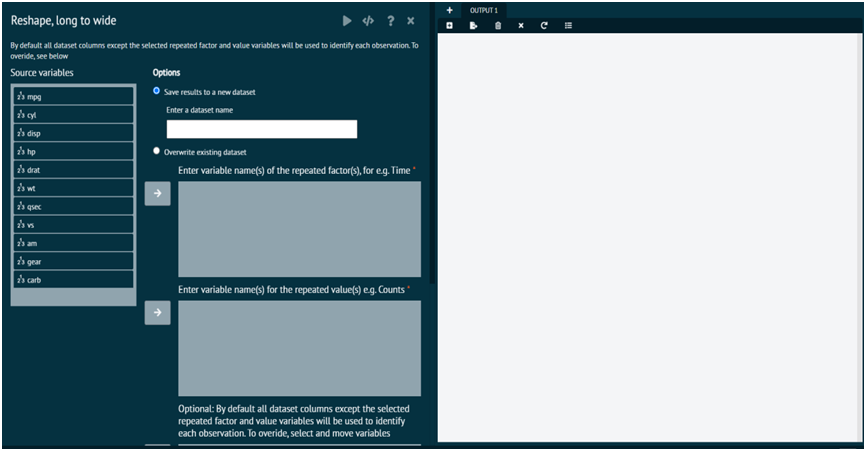 Reshape, long to wide
By default all dataset columns except the selected repeated factor and value variables will be used to identify each observation. To
overide, see below
Source variables
mpg
cyl
disp
hp
drat
wt
qsec
vs
am
gear
carb
Options
Save results to a new dataset
Enter a dataset name
Overwrite existing dataset
Enter variable name(s) of the repeated factor(s), for e.g. Time *
Enter variable name(s) for the repeated value(s) e.g. Counts *
Optional: By default all dataset columns except the selected
repeated factor and value variables will be used to identify
each observation. To overide, select and move variables
OUTPUT 1